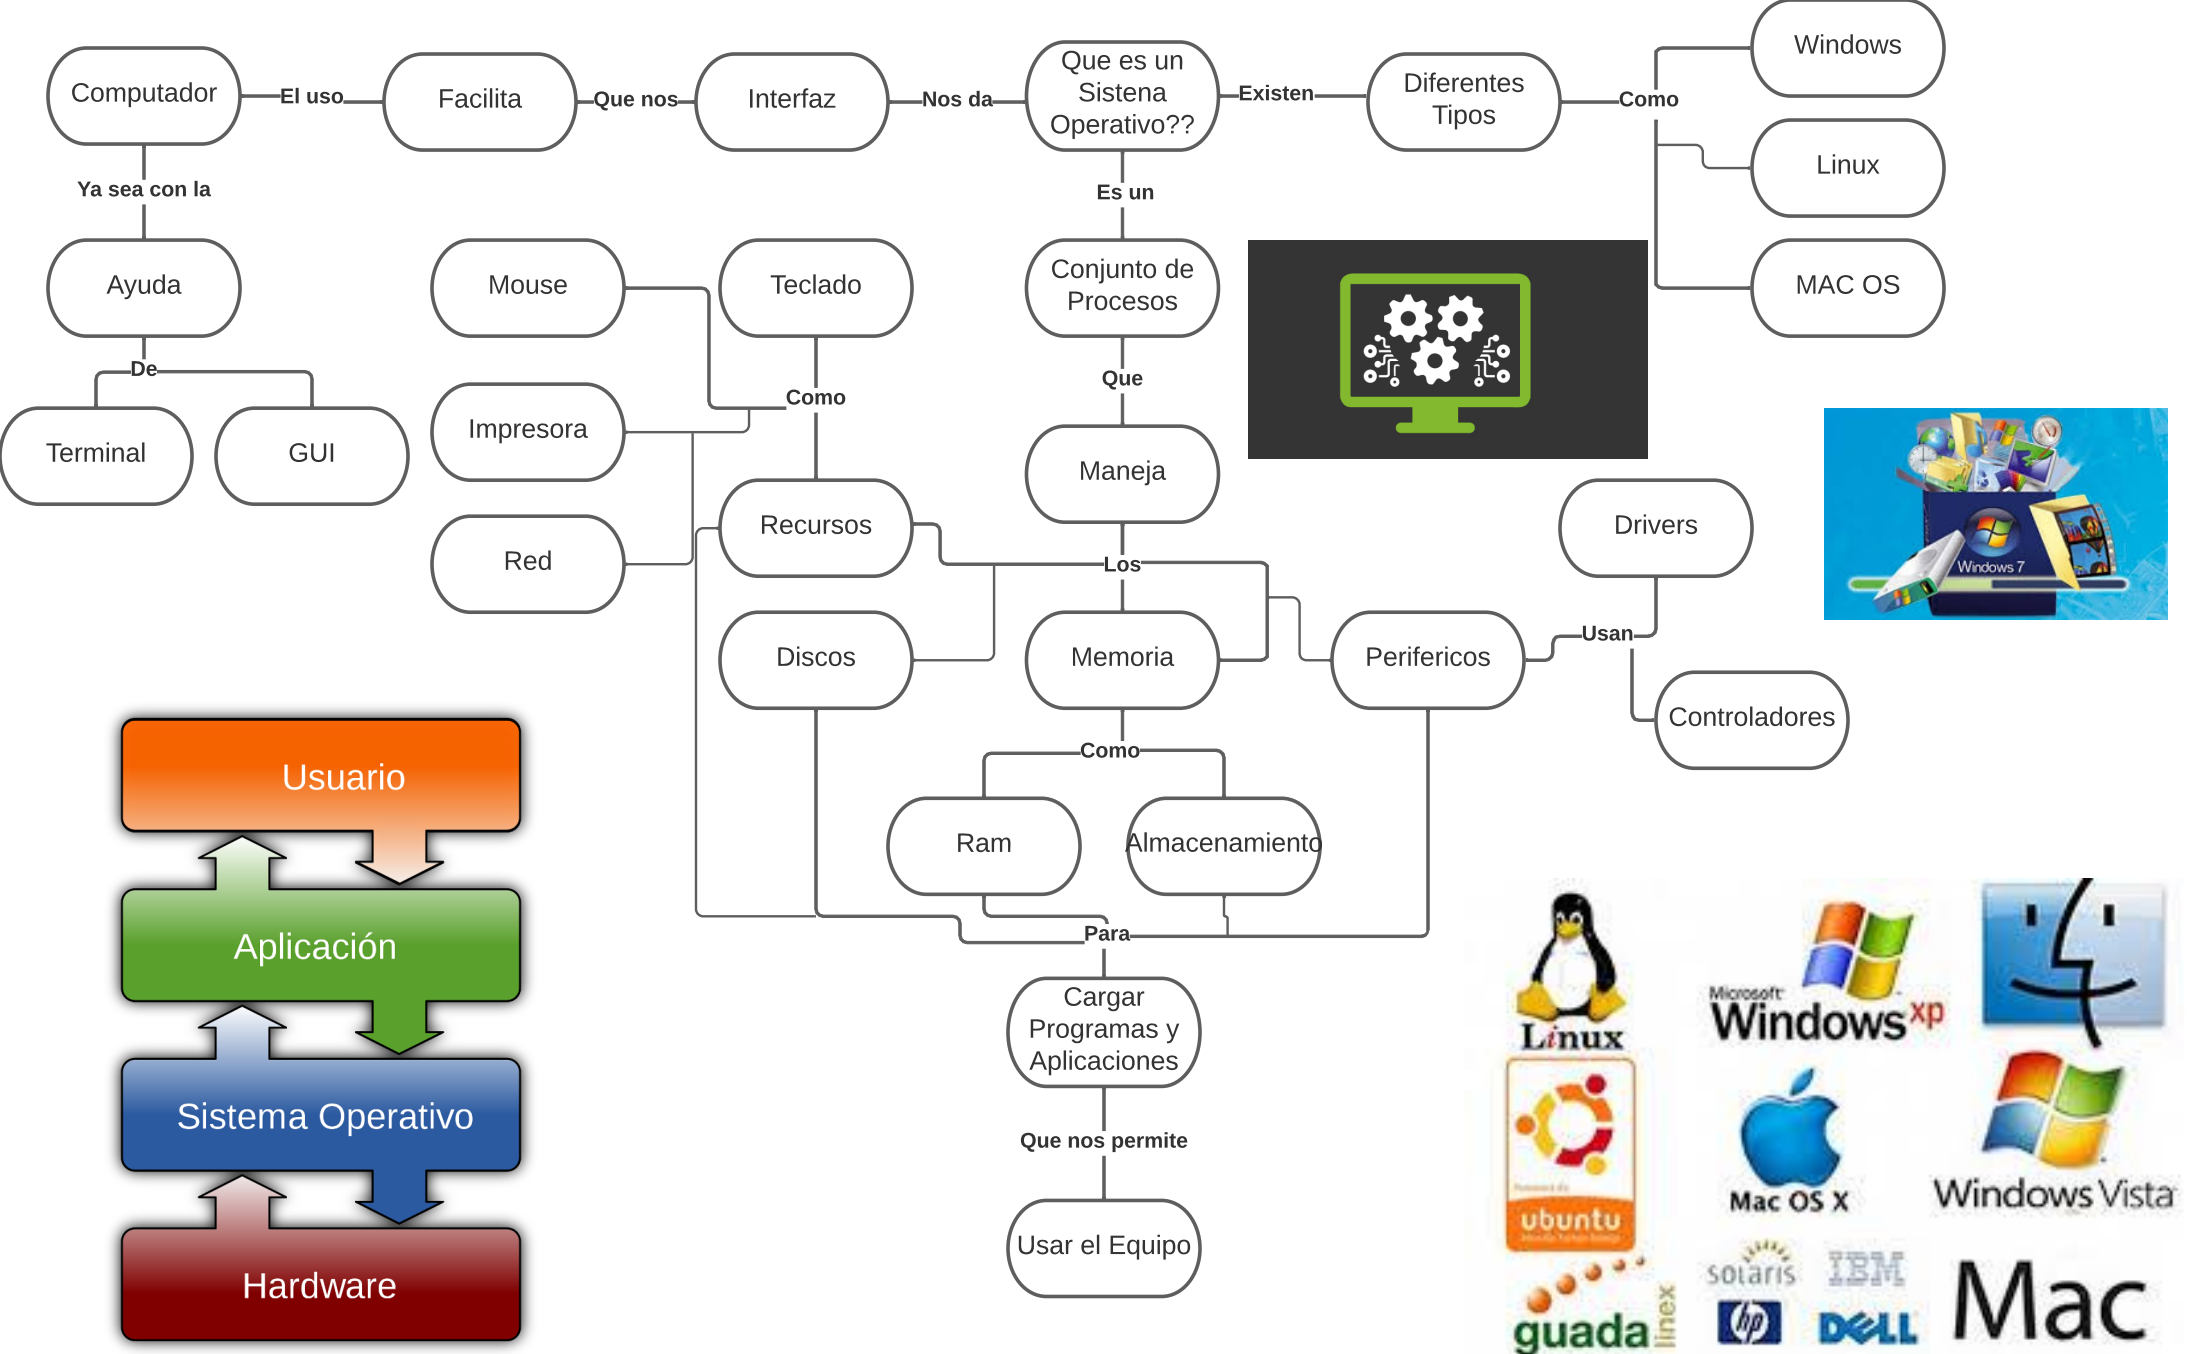 Computador
El uso
Facilita
Que nos
Interfaz
Nos da
Que es un
Sistena
Operativo??
Existen
Diferentes
Tipos
Como
Windows
Linux
MAC OS
Ya sea con la
Ayuda
De
Terminal
GUI
Es un
Conjunto de
Procesos
Que
Maneja
Los
Mouse
Teclado
Impresora
Como
Red
Recursos
Discos
Memoria
Perifericos
Usan
Drivers
Controladores
Windows 7
Como
Ram
Almacenamiento
Para
Cargar
Programas y
Aplicaciones
Que nos permite
Usar el Equipo
Usuario
Aplicación
Sistema Operativo
Hardware
Linux
Microsoft
Windows xp
ubuntu
Mac OS X
Windows Vista
guada
linex
solaris
IBM
hp
DELL
Mac